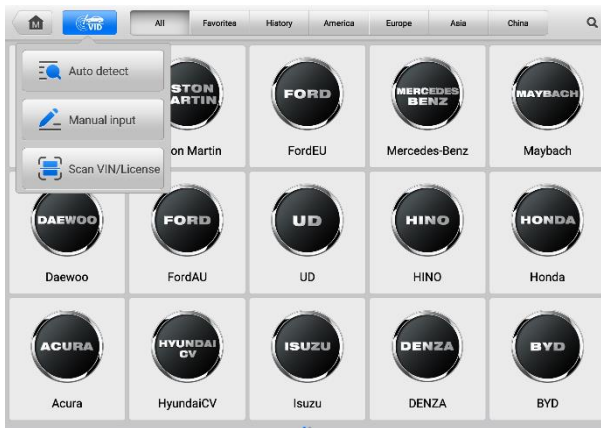 M
VID
All
Favorites
History
America
Europe
Asia
China
Auto detect
Manual input
Scan VIN/License
STON
ARTIN
FORD
MERCEDES
BENZ
MAYBACH
on Martin
FordEU
Mercedes-Benz
Maybach
DAEWOO
FORD
UD
HINO
HONDA
Daewoo
FordAU
UD
HINO
Honda
ACURA
HYUNDAI
CV
ISUZU
DENZA
BYD
Acura
HyundaiCV
Isuzu
DENZA
BYD